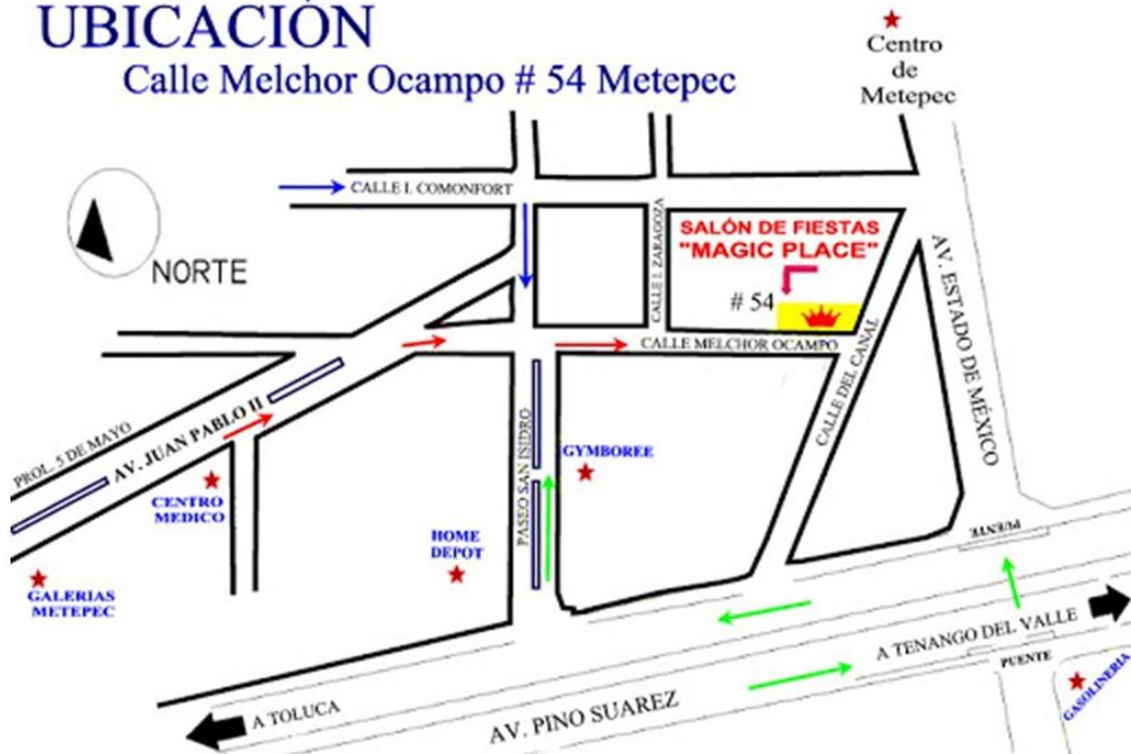 UBICACIÓN
Calle Melchor Ocampo # 54 Metepec
Centro
de
Metepec
CALLE I. COMONFORT
NORTE
CALLE I. ZARAGOZA
SALÓN DE FIESTAS
"MAGIC PLACE"
# 54
CALLE MELCHOR OCAMPO
CALLE DEL CANAL
AV. ESTADO DE MÉXICO
PROL. 5 DE MAYO
AV. JUAN PABLO II
PASEO SAN ISIDRO
GYMBOREE
CENTRO
MEDICO
HOME
DEPOT
GALERIAS
METEPEC
PUENTE
A TENANGO DEL VALLE
PUENTE
GASOLINERIA
A TOLUCA
AV. PINO SUAREZ